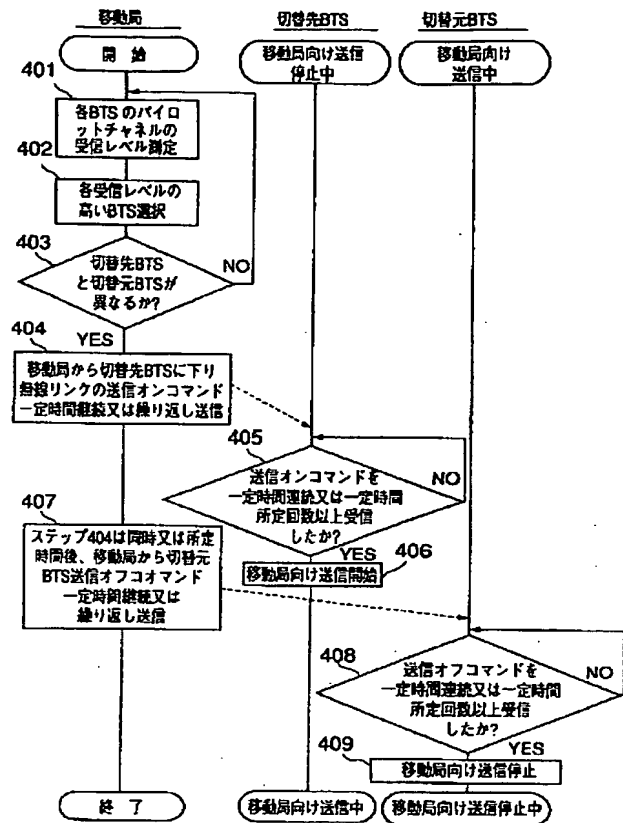 移動局
切替先BTS
切替元BTS
開始
移動局向け送信
停止中
移動局向け
送信中
401
各BTSのパイロ
ットチャネルの
受信レベル測定
402
各受信レベルの
高いBTS選択
403
切替先BTS
と切替元BTSが
異なるか?
NO
YES
404
移動局から切替先BTSに下り
無線リンクの送信オンコマンド
一定時間継続又は繰り返し送信
405
送信オンコマンドを
一定時間連続又は一定時間
所定回数以上受信
したか?
NO
YES
406
移動局向け送信開始
407
ステップ404は同時又は所定
時間後、移動局から切替元
BTS送信オフコオマンド
一定時間継続又は
繰り返し送信
408
送信オフコマンドを
一定時間連続又は一定時間
所定回数以上受信
したか?
NO
YES
409
移動局向け送信停止
終了
移動局向け送信中
移動局向け送信停止中